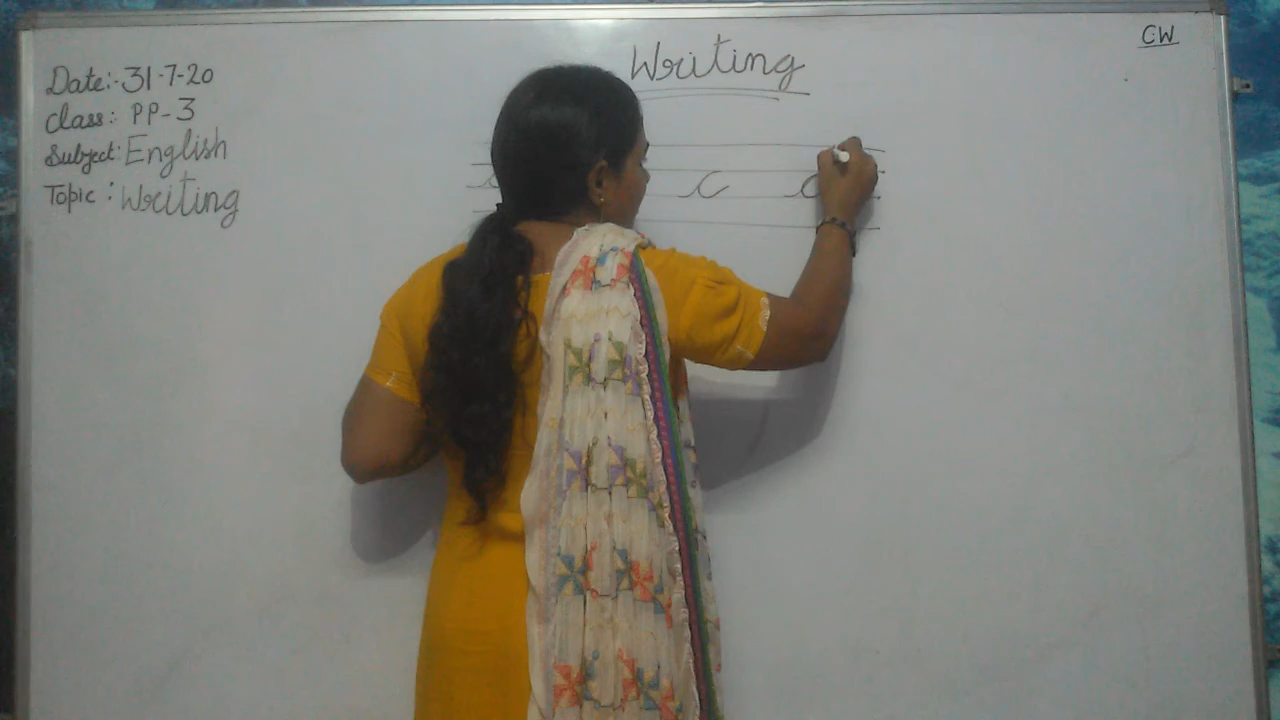 CW
Writing
Date:-31-7-20
Class: PP-3
Subject: English
Topic: Writing
c